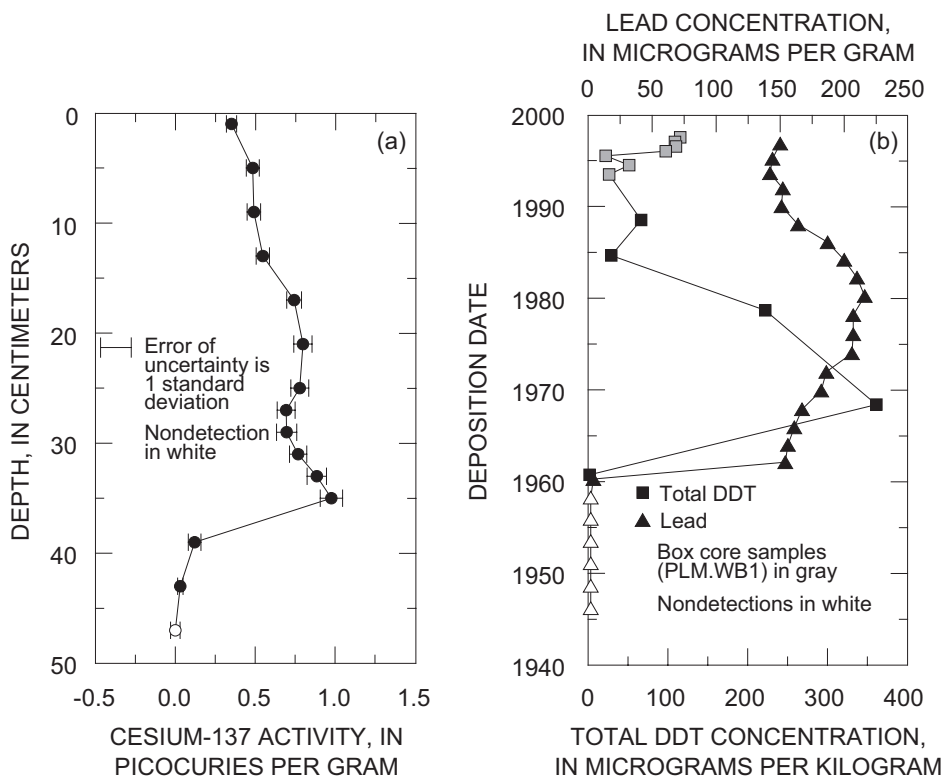 (a)
0
10
20
30
40
50
DEPTH, IN CENTIMETERS
Error of
uncertainty is
1 standard
deviation
Nondetection
in white
-0.5
0.0
0.5
1.0
1.5
CESIUM-137 ACTIVITY, IN
PICOCURIES PER GRAM
LEAD CONCENTRATION,
IN MICROGRAMS PER GRAM
0
50
100
150
200
250
(b)
2000
1990
1980
1970
1960
1950
1940
DEPOSITION DATE
Total DDT
Lead
Box core samples
(PLM.WB1) in gray
Nondetections in white
0
100
200
300
400
TOTAL DDT CONCENTRATION,
IN MICROGRAMS PER KILOGRAM